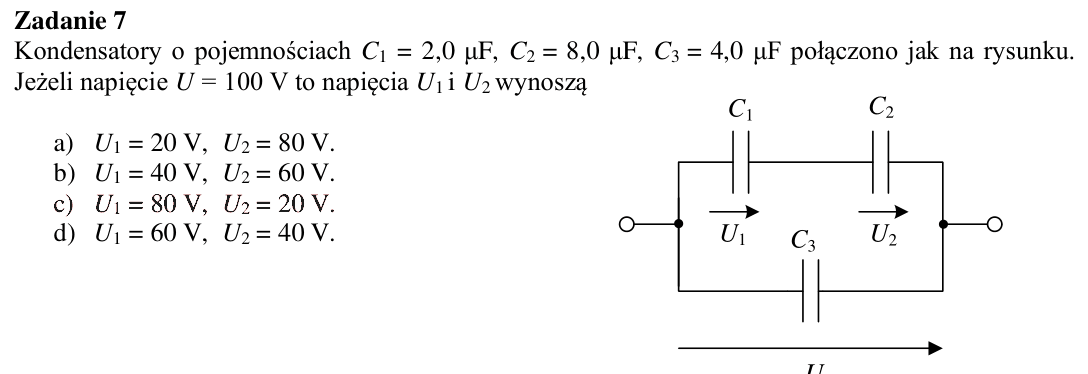 Zadanie 7
Kondensatory o pojemnościach C₁ = 2,0 µF, C₂ = 8,0 µF, C₃ = 4,0 µF połączono jak na rysunku.
Jeżeli napięcie U = 100 V to napięcia U₁ i U₂ wynoszą
a) U₁ = 20 V, U₂ = 80 V.
b) U₁ = 40 V, U₂ = 60 V.
c) U₁ = 80 V, U₂ = 20 V.
d) U₁ = 60 V, U₂ = 40 V.
C₁ C₂
U₁ C₃ U₂
U